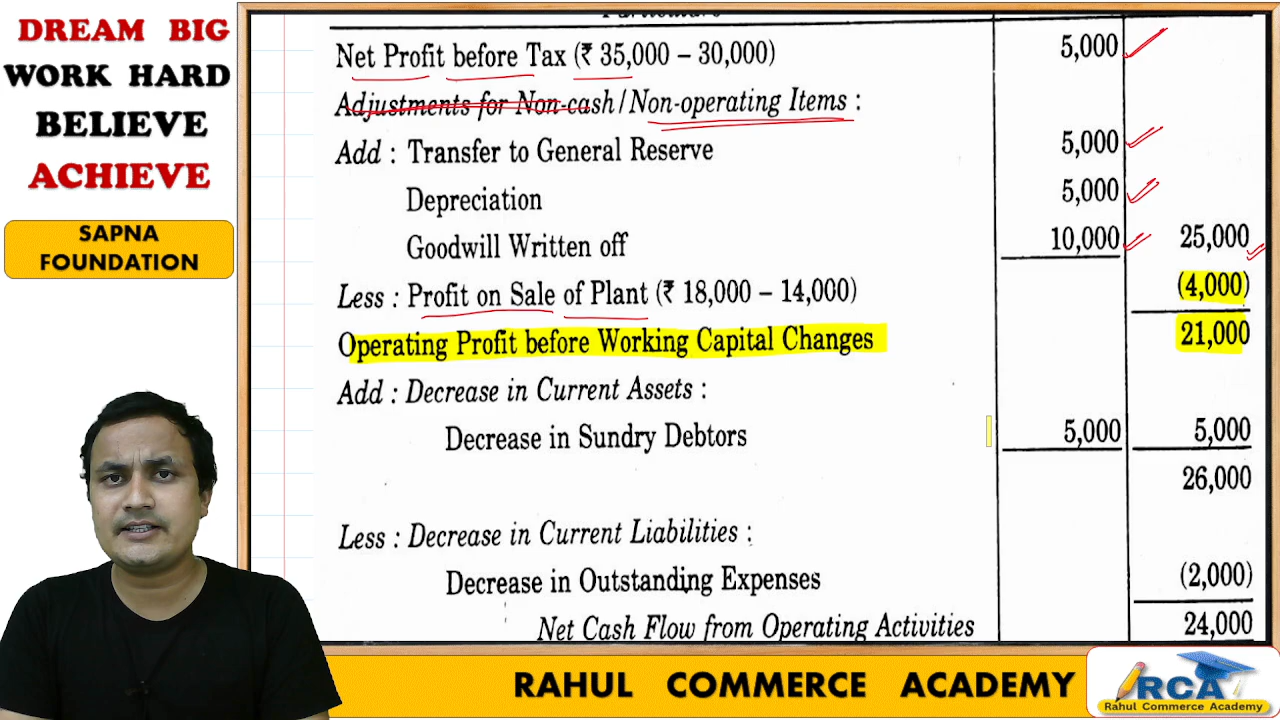 DREAM BIG
WORK HARD
BELIEVE
ACHIEVE
SAPNA
FOUNDATION
Particulars
Net Profit before Tax (₹ 35,000 – 30,000) 5,000
Adjustments for Non-cash/Non-operating Items :
Add : Transfer to General Reserve 5,000
Depreciation 5,000
Goodwill Written off 10,000 25,000
Less : Profit on Sale of Plant (₹ 18,000 – 14,000) (4,000)
Operating Profit before Working Capital Changes 21,000
Add : Decrease in Current Assets :
Decrease in Sundry Debtors 5,000 5,000
26,000
Less : Decrease in Current Liabilities :
Decrease in Outstanding Expenses (2,000)
Net Cash Flow from Operating Activities 24,000
RAHUL COMMERCE ACADEMY
RCA
Rahul Commerce Academy